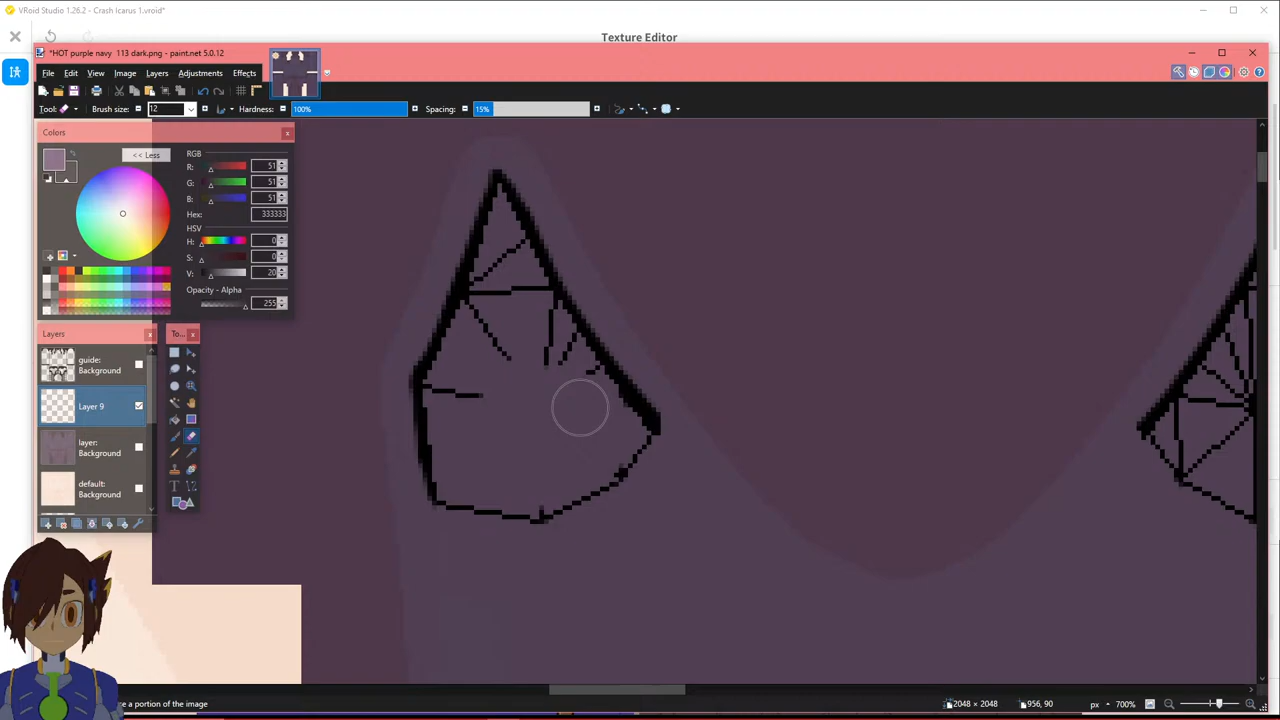 VRoid Studio 1.26.2 - Crash Icarus 1.vroid*
Texture Editor
*HOT purple navy 113 dark.png - paint.net 5.0.12
File Edit View Image Layers Adjustments Effects
Tool: Brush size: 12 Hardness: 100% Spacing: 15%
Colors
<< Less
RGB
R: 51
G: 51
B: 51
Hex: 333333
HSV
H: 0
S: 0
V: 20
Opacity - Alpha
255
Layers
To...
guide:
Background
Layer 9
layer:
Background
default:
Background
e a portion of the image
2048 × 2048
956, 90
px
700%